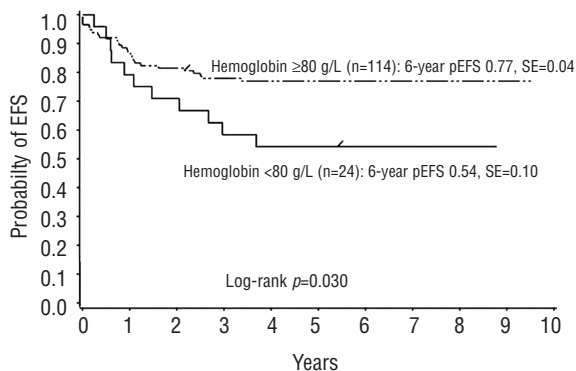 Probabilty of EFS
1.0
0.9
0.8
0.7
0.6
0.5
0.4
0.3
0.2
0.1
0.0
Hemoglobin ≥80 g/L (n=114): 6-year pEFS 0.77, SE=0.04
Hemoglobin <80 g/L (n=24): 6-year pEFS 0.54, SE=0.10
Log-rank p=0.030
0 1 2 3 4 5 6 7 8 9 10
Years